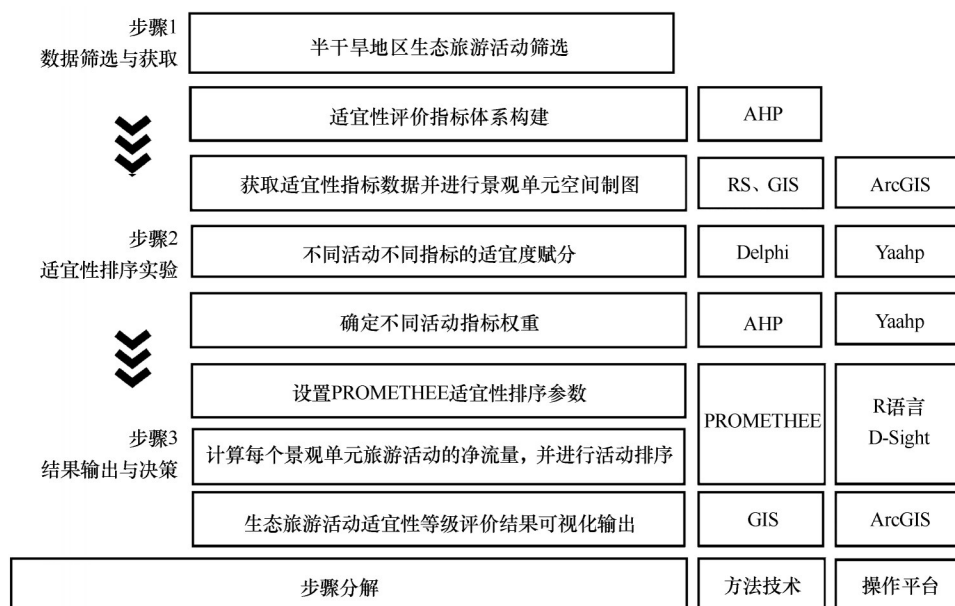 步骤1
数据筛选与获取
半干旱地区生态旅游活动筛选
适宜性评价指标体系构建
AHP
获取适宜性指标数据并进行景观单元空间制图
RS、GIS
ArcGIS
步骤2
适宜性排序实验
不同活动不同指标的适宜度赋分
Delphi
Yaahp
确定不同活动指标权重
AHP
Yaahp
设置PROMETHEE适宜性排序参数
PROMETHEE
R语言
D-Sight
步骤3
结果输出与决策
计算每个景观单元旅游活动的净流量，并进行活动排序
生态旅游活动适宜性等级评价结果可视化输出
GIS
ArcGIS
步骤分解
方法技术
操作平台